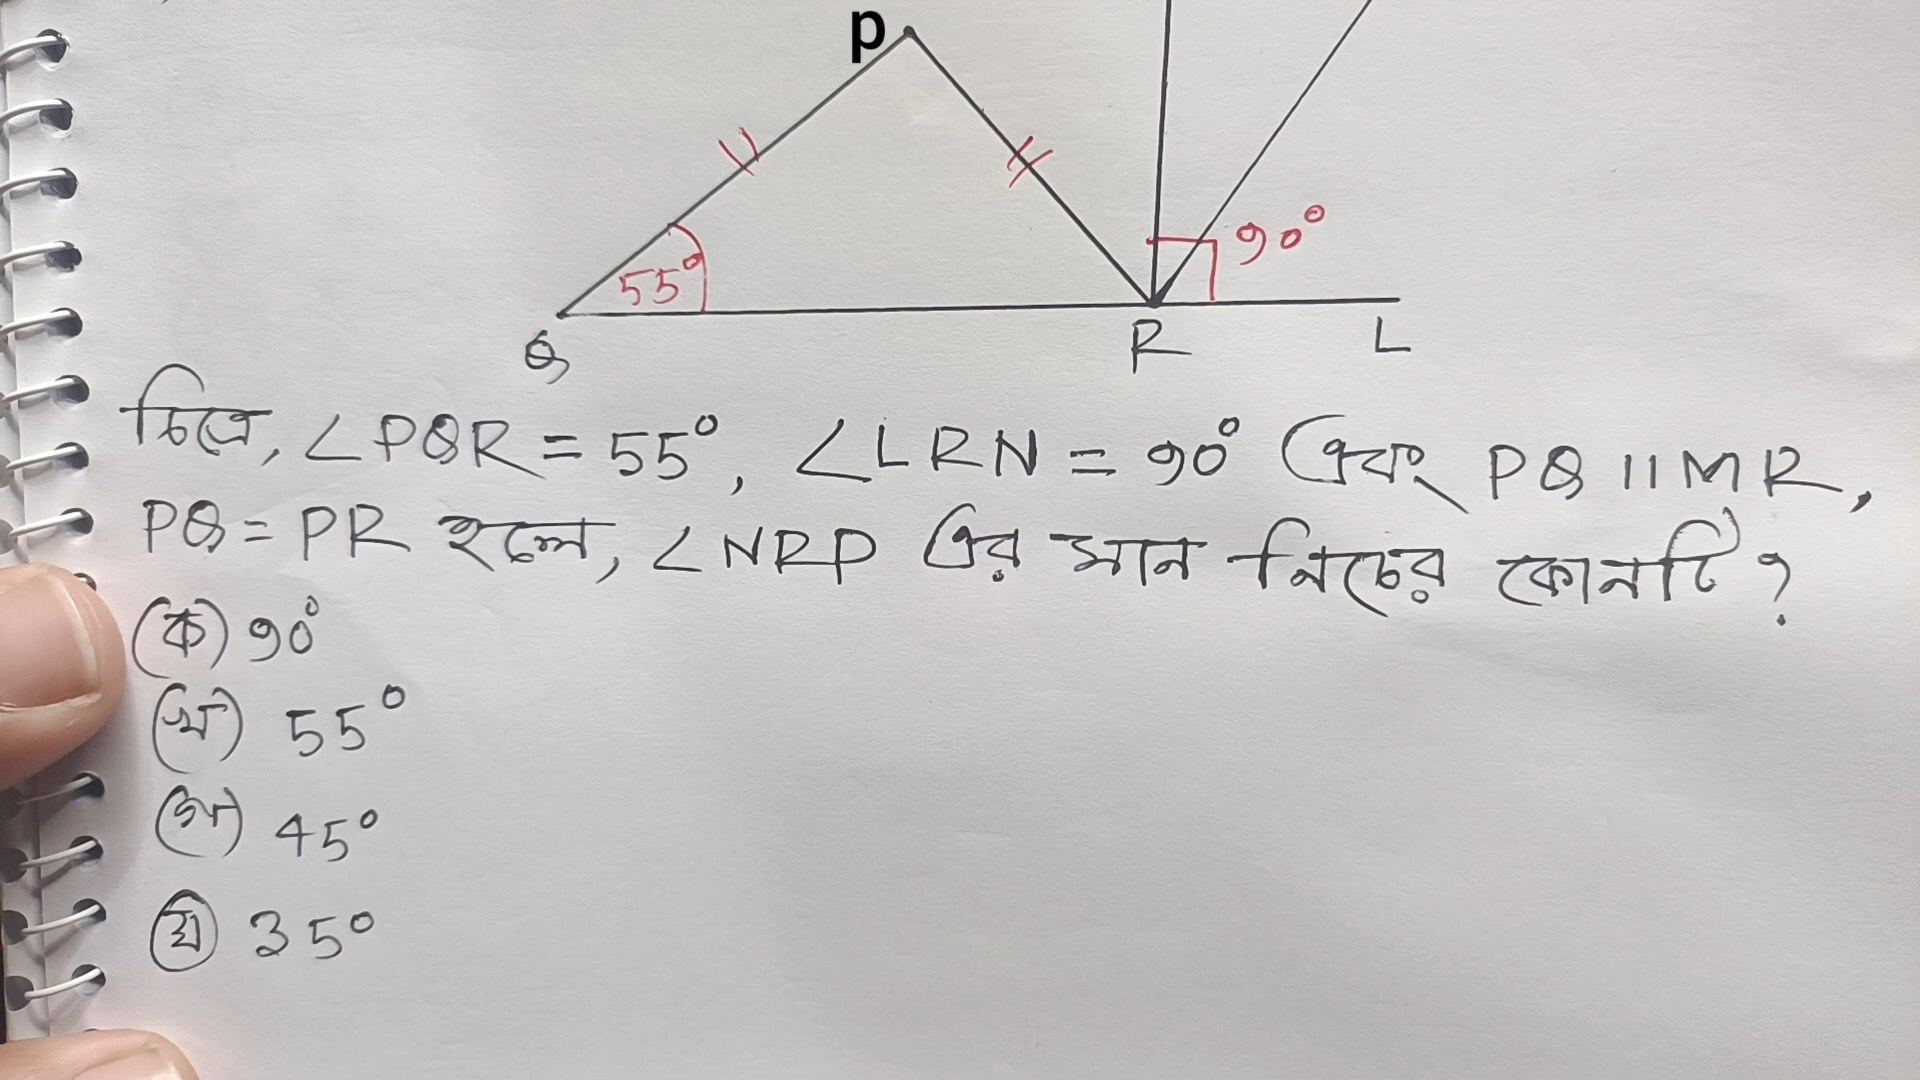 p
55°
90°
Q
R
L
চিত্রে, ∠PQR = 55°, ∠LRN = 90° এবং PQ || MR,
PQ = PR হলে, ∠NRP এর মান নিচের কোনটি?
(ক) 90°
(খ) 55°
(গ) 45°
(ঘ) 35°